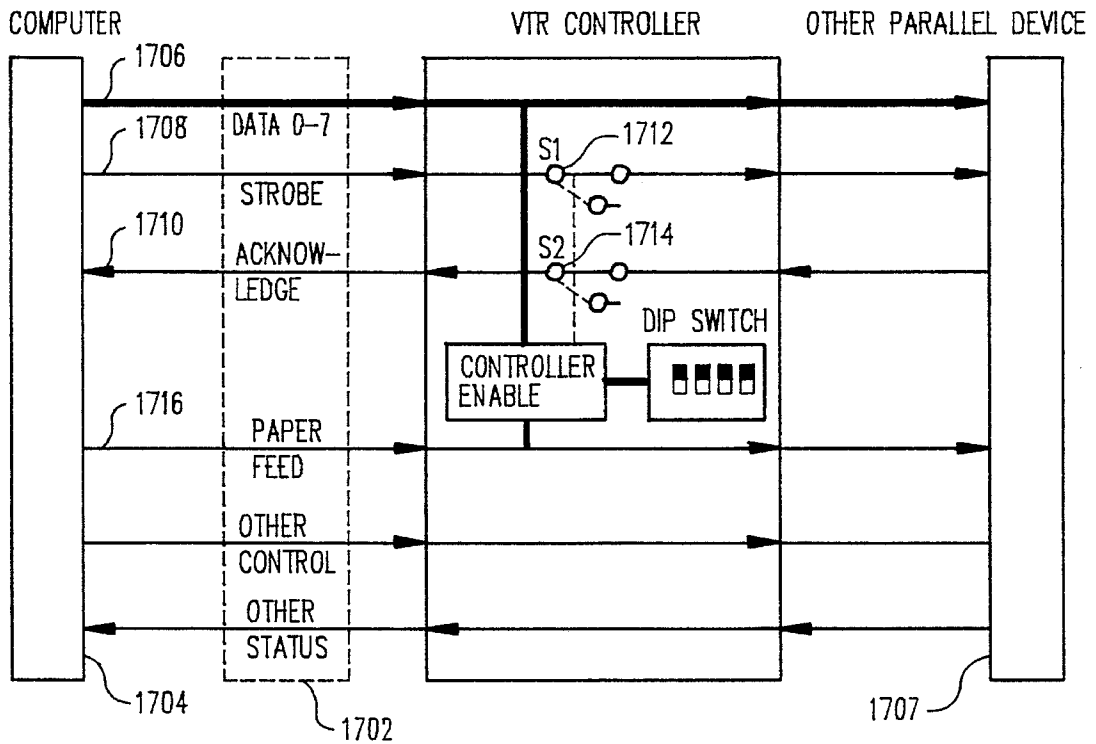 COMPUTER
VTR CONTROLLER
OTHER PARALLEL DEVICE
1706
DATA 0-7
1708
S1
1712
STROBE
1710
ACKNOW-
LEDGE
S2
1714
DIP SWITCH
CONTROLLER
ENABLE
1716
PAPER
FEED
OTHER
CONTROL
OTHER
STATUS
1704
1702
1707